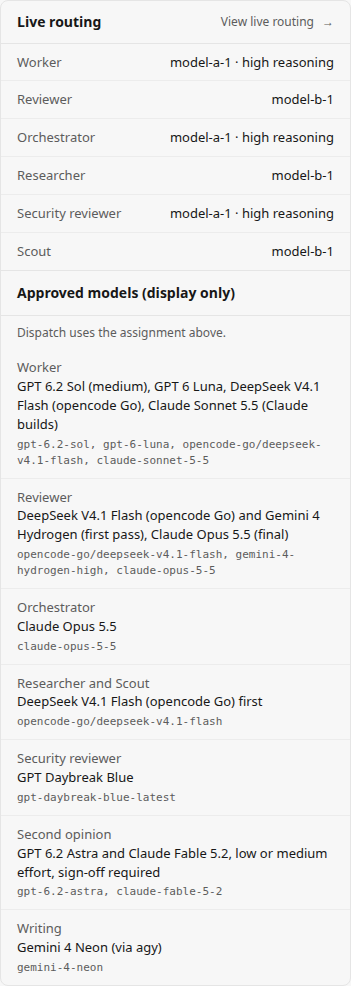 Live routing
View live routing →
Worker
model-a-1 · high reasoning
Reviewer
model-b-1
Orchestrator
model-a-1 · high reasoning
Researcher
model-b-1
Security reviewer
model-a-1 · high reasoning
Scout
model-b-1
Approved models (display only)
Dispatch uses the assignment above.
Worker
GPT 6.2 Sol (medium), GPT 6 Luna, DeepSeek V4.1
Flash (opencode Go), Claude Sonnet 5.5 (Claude
builds)
gpt-6.2-sol, gpt-6-luna, opencode-go/deepseek-
v4.1-flash, claude-sonnet-5-5
Reviewer
DeepSeek V4.1 Flash (opencode Go) and Gemini 4
Hydrogen (first pass), Claude Opus 5.5 (final)
opencode-go/deepseek-v4.1-flash, gemini-4-
hydrogen-high, claude-opus-5-5
Orchestrator
Claude Opus 5.5
claude-opus-5-5
Researcher and Scout
DeepSeek V4.1 Flash (opencode Go) first
opencode-go/deepseek-v4.1-flash
Security reviewer
GPT Daybreak Blue
gpt-daybreak-blue-latest
Second opinion
GPT 6.2 Astra and Claude Fable 5.2, low or medium
effort, sign-off required
gpt-6.2-astra, claude-fable-5-2
Writing
Gemini 4 Neon (via agy)
gemini-4-neon